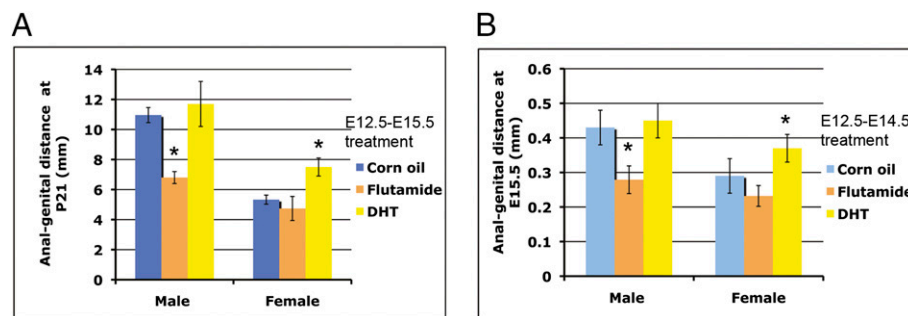 A
Anal-genital distance at
P21 (mm)
14
12
10
8
6
4
2
0
*
*
Male
Female
E12.5-E15.5
treatment
Corn oil
Flutamide
DHT
B
Anal-genital distance at
E15.5 (mm)
0.6
0.5
0.4
0.3
0.2
0.1
0
*
*
Male
Female
E12.5-E14.5
treatment
Corn oil
Flutamide
DHT